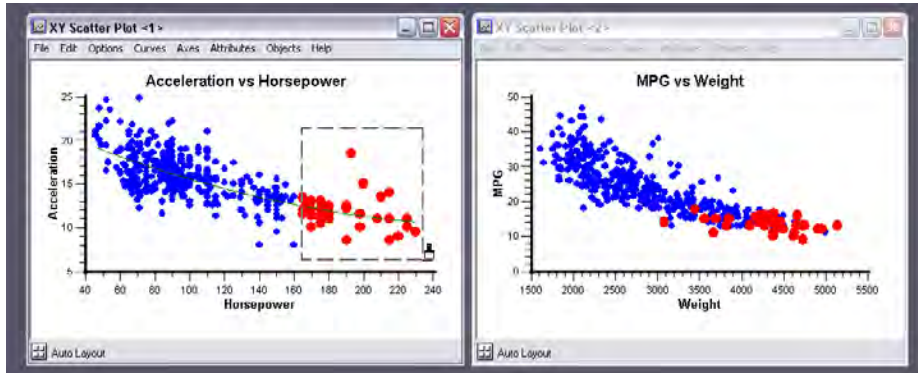 XY Scatter Plot <1>
File Edit Options Curves Axes Attributes Objects Help
Acceleration vs Horsepower
25
20
15
10
5
Acceleration
40 60 80 100 120 140 160 180 200 220 240
Horsepower
Auto Layout
XY Scatter Plot <2>
MPG vs Weight
50
40
30
20
10
0
MPG
1500 2000 2500 3000 3500 4000 4500 5000 5500
Weight
Auto Layout